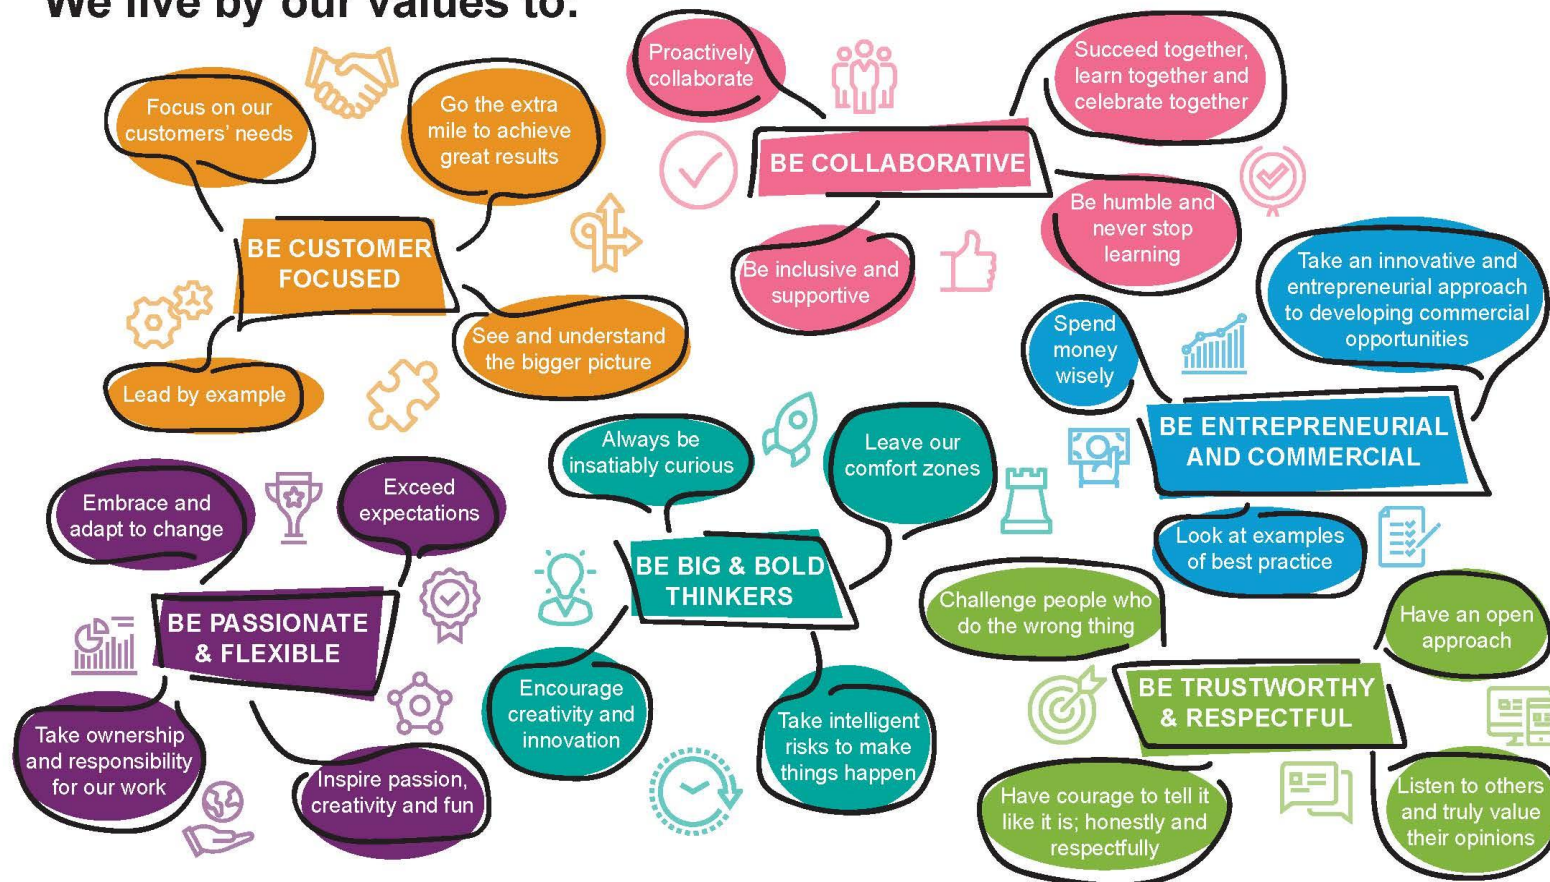 We live by our values to:
Focus on our
customers' needs
Go the extra
mile to achieve
great results
BE CUSTOMER
FOCUSED
Lead by example
See and understand
the bigger picture
Proactively
collaborate
Succeed together,
learn together and
celebrate together
BE COLLABORATIVE
Be inclusive and
supportive
Be humble and
never stop
learning
Spend
money
wisely
Take an innovative and
entrepreneurial approach
to developing commercial
opportunities
BE ENTREPRENEURIAL
AND COMMERCIAL
Look at examples
of best practice
Embrace and
adapt to change
Exceed
expectations
BE PASSIONATE
& FLEXIBLE
Take ownership
and responsibility
for our work
Inspire passion,
creativity and fun
Always be
insatiably curious
Leave our
comfort zones
BE BIG & BOLD
THINKERS
Encourage
creativity and
innovation
Take intelligent
risks to make
things happen
Challenge people who
do the wrong thing
Have an open
approach
BE TRUSTWORTHY
& RESPECTFUL
Have courage to tell it
like it is; honestly and
respectfully
Listen to others
and truly value
their opinions